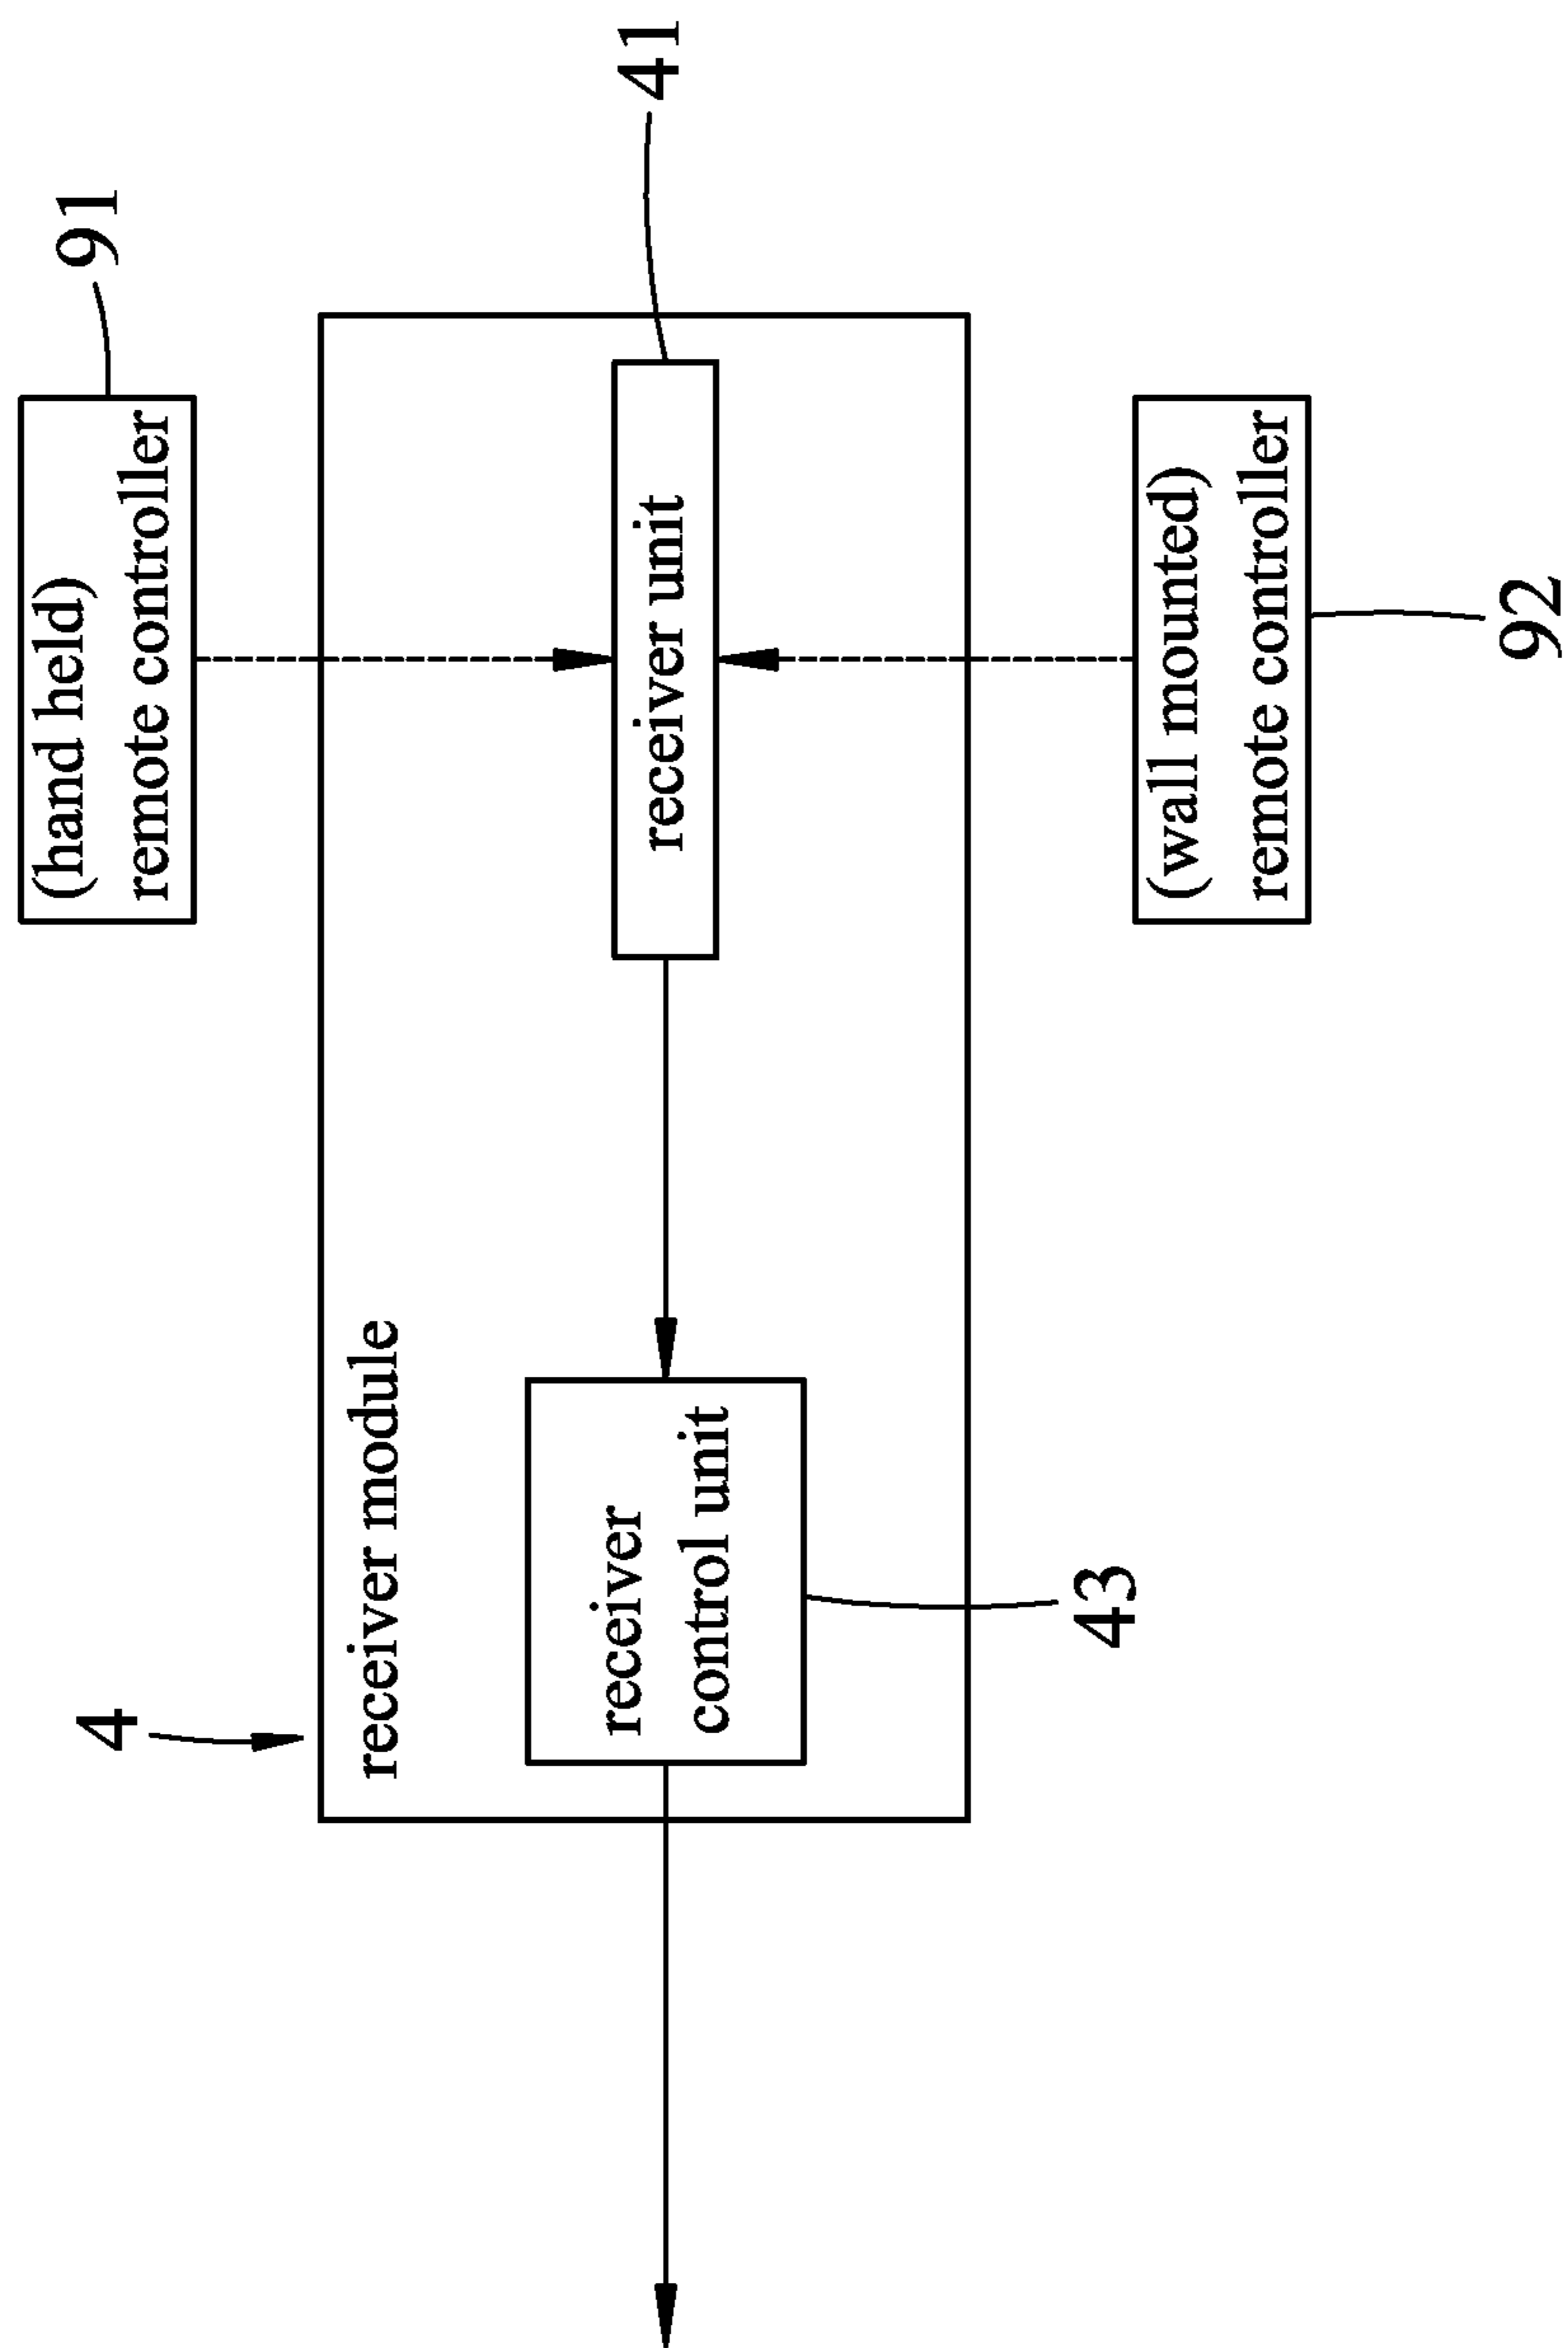 91
(hand held)
remote controller
4
receiver module
41
receiver unit
receiver
control unit
43
(wall mounted)
remote controller
92